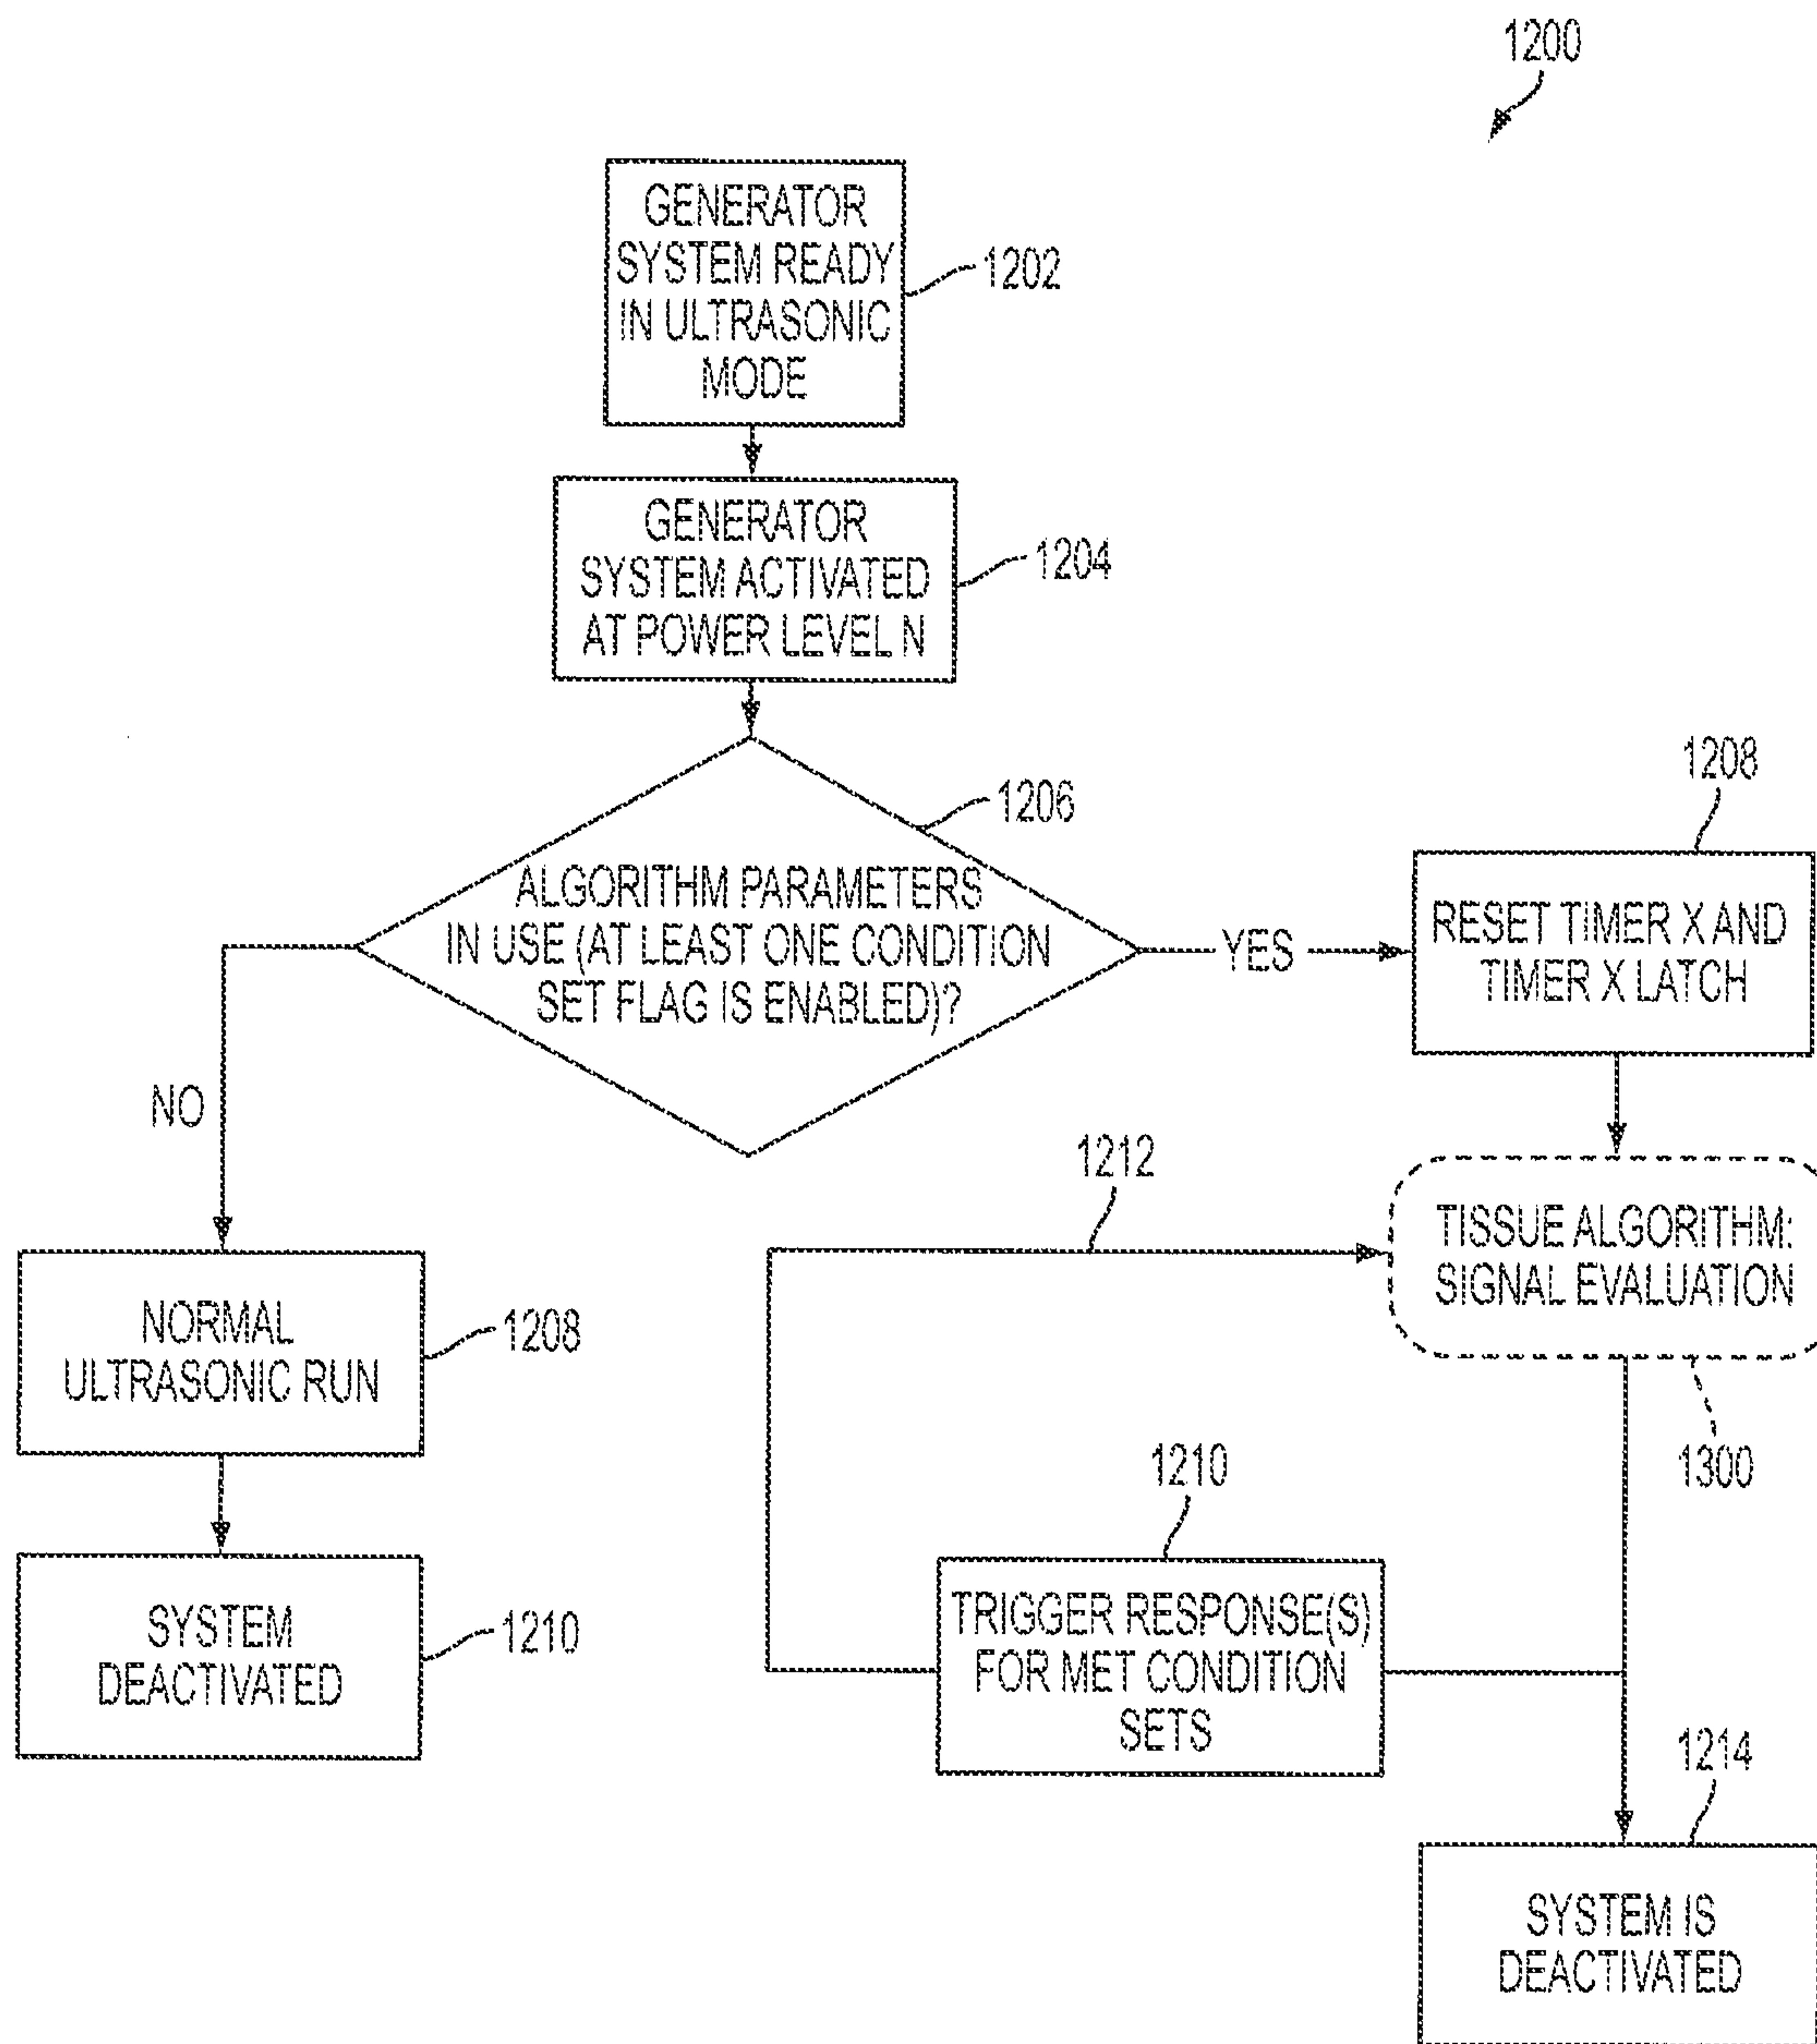 1200
GENERATOR
SYSTEM READY
IN ULTRASONIC
MODE
1202
GENERATOR
SYSTEM ACTIVATED
AT POWER LEVEL N
1204
1206
ALGORITHM PARAMETERS
IN USE (AT LEAST ONE CONDITION
SET FLAG IS ENABLED)?
YES
NO
1208
RESET TIMER X AND
TIMER X LATCH
1212
TISSUE ALGORITHM:
SIGNAL EVALUATION
1300
NORMAL
ULTRASONIC RUN
1208
SYSTEM
DEACTIVATED
1210
1210
TRIGGER RESPONSE(S)
FOR MET CONDITION
SETS
1214
SYSTEM IS
DEACTIVATED